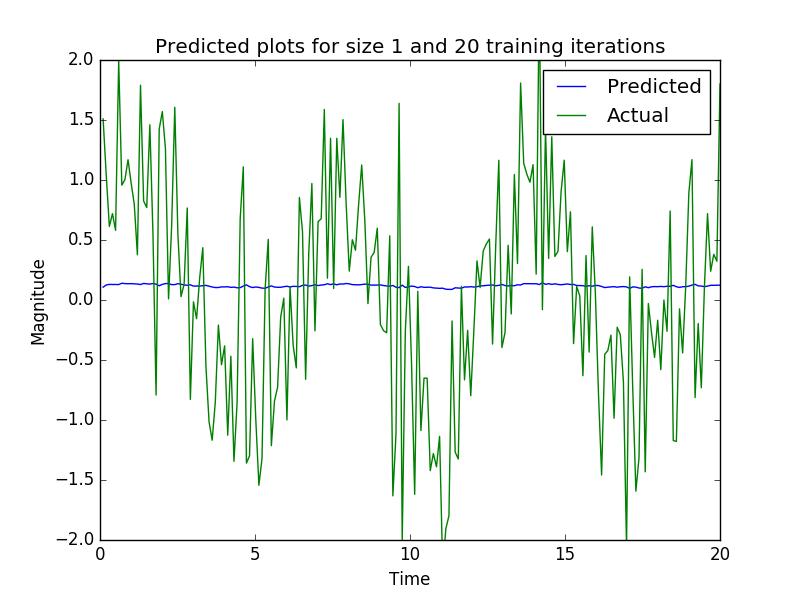 Predicted plots for size 1 and 20 training iterations
Predicted
Actual
2.0
1.5
1.0
0.5
0.0
−0.5
−1.0
−1.5
−2.0
Magnitude
0 5 10 15 20
Time